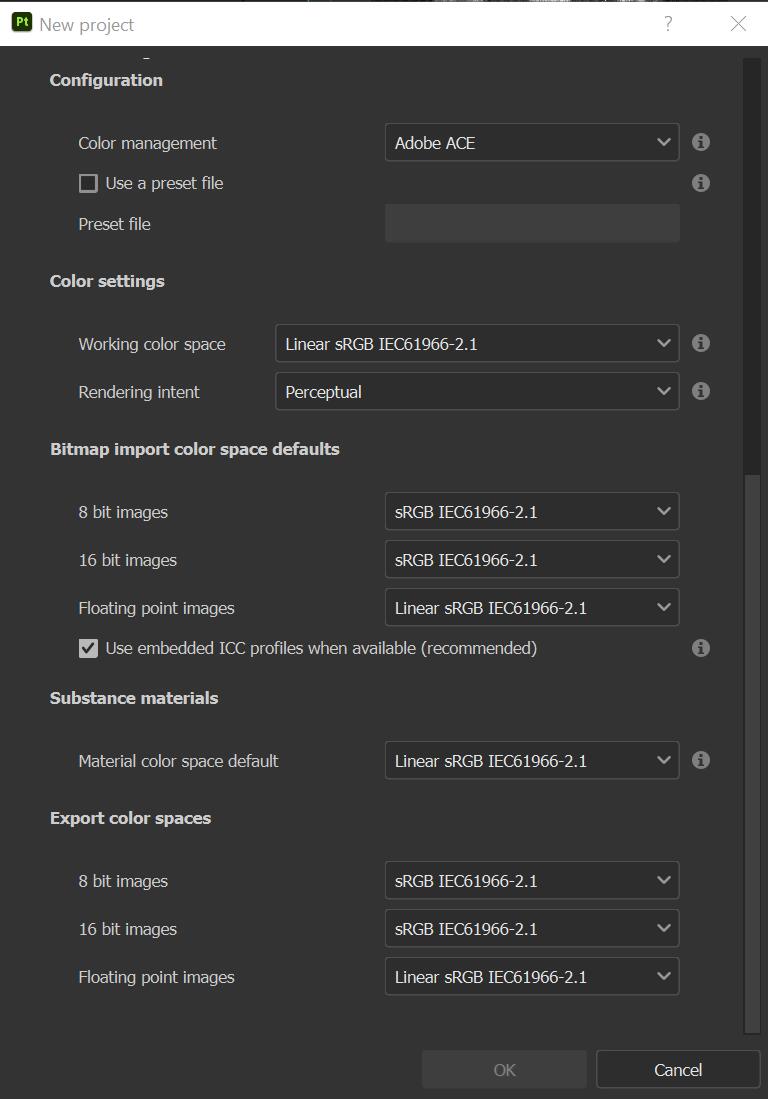 Pt New project ?
Configuration
Color management Adobe ACE
Use a preset file
Preset file
Color settings
Working color space Linear sRGB IEC61966-2.1
Rendering intent Perceptual
Bitmap import color space defaults
8 bit images sRGB IEC61966-2.1
16 bit images sRGB IEC61966-2.1
Floating point images Linear sRGB IEC61966-2.1
Use embedded ICC profiles when available (recommended)
Substance materials
Material color space default Linear sRGB IEC61966-2.1
Export color spaces
8 bit images sRGB IEC61966-2.1
16 bit images sRGB IEC61966-2.1
Floating point images Linear sRGB IEC61966-2.1
OK Cancel